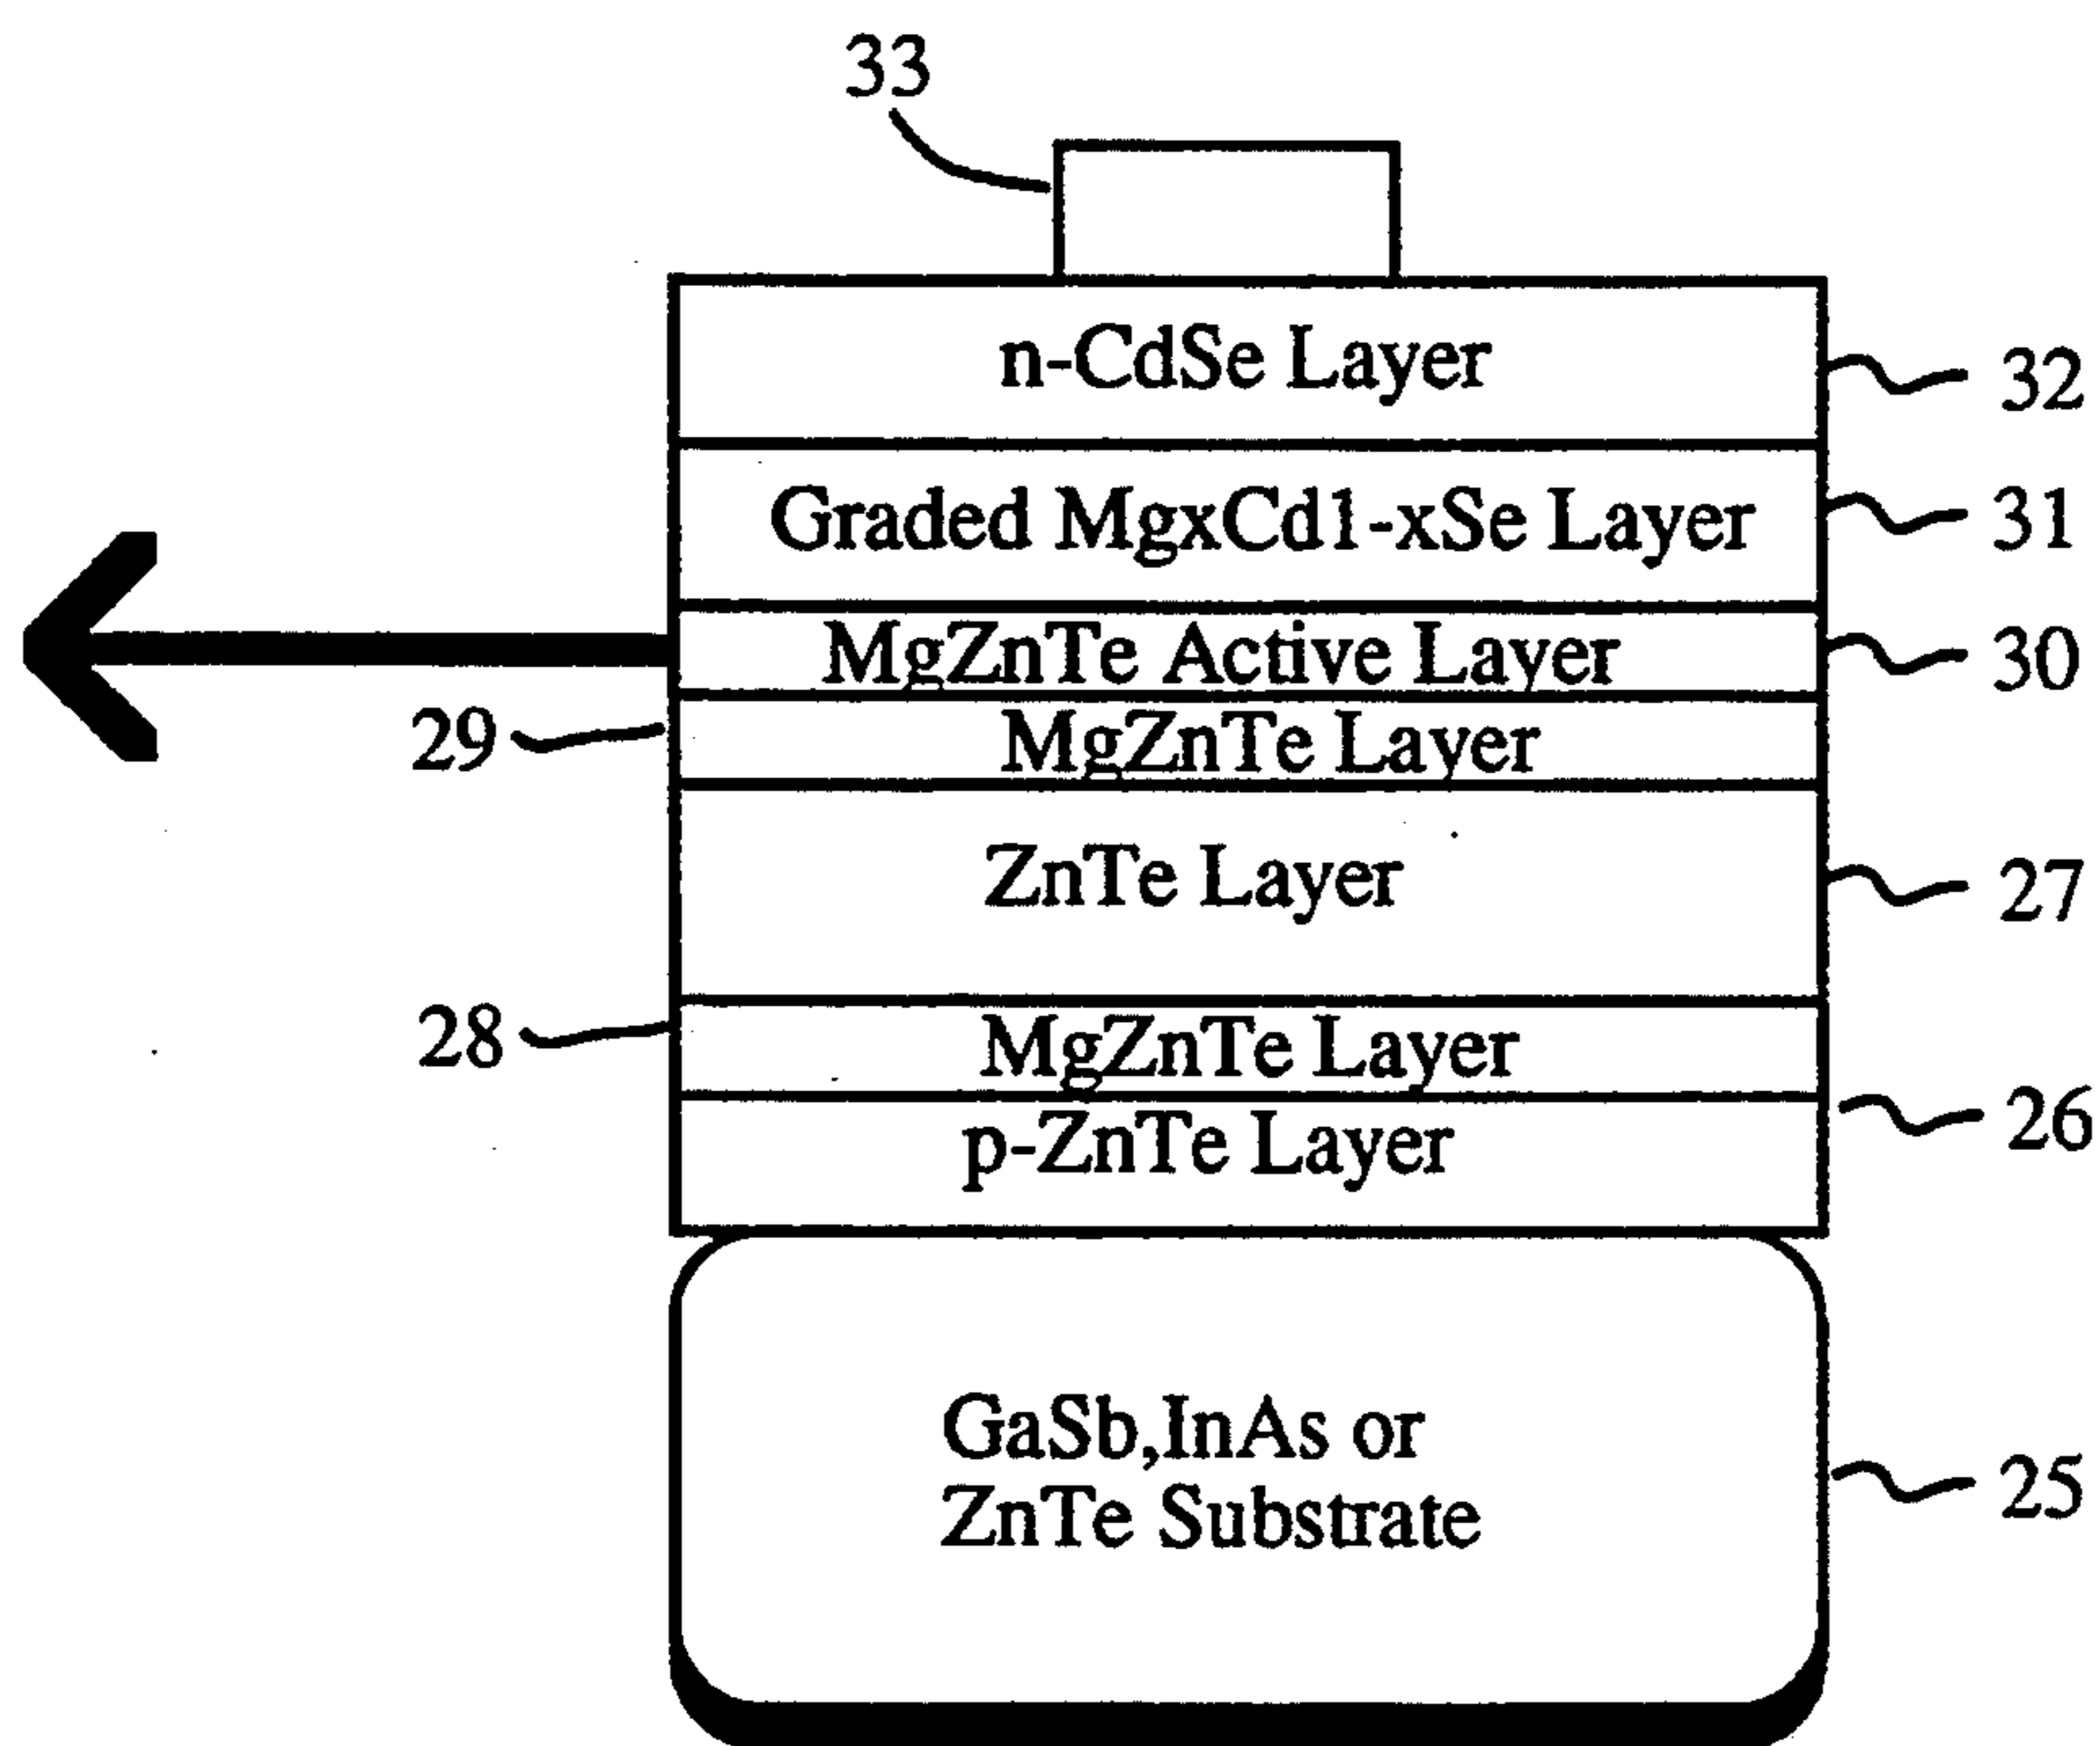 33
n-CdSe Layer
32
Graded MgxCd1-xSe Layer
31
MgZnTe Active Layer
30
29
MgZnTe Layer
ZnTe Layer
27
28
MgZnTe Layer
26
p-ZnTe Layer
GaSb,InAs or
ZnTe Substrate
25